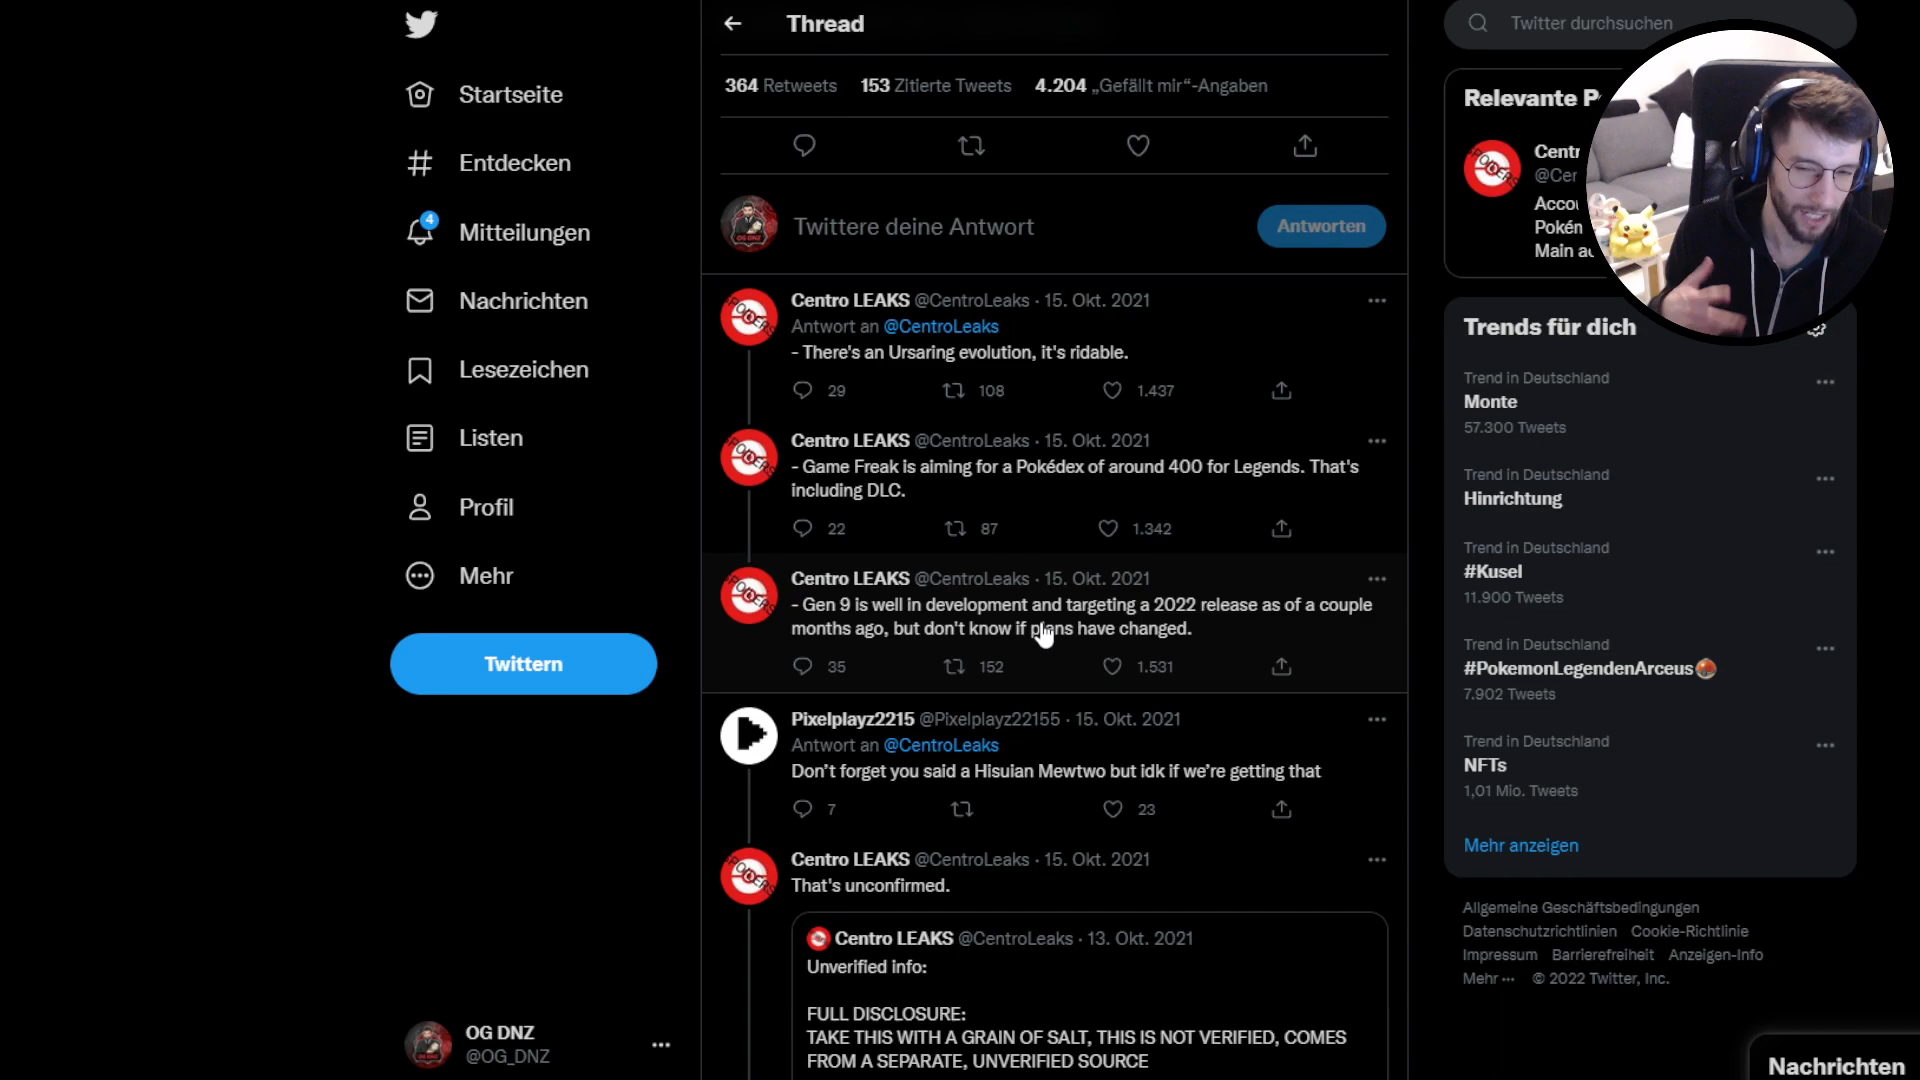 Startseite
Entdecken
4
Mitteilungen
Nachrichten
Lesezeichen
Listen
Profil
Mehr
Twittern
OG DNZ
@OG_DNZ
Thread
364 Retweets 153 Zitierte Tweets 4.204 „Gefällt mir“-Angaben
Twittere deine Antwort
Antworten
Centro LEAKS @CentroLeaks · 15. Okt. 2021
Antwort an @CentroLeaks
- There's an Ursaring evolution, it's ridable.
29 108 1.437
Centro LEAKS @CentroLeaks · 15. Okt. 2021
- Game Freak is aiming for a Pokédex of around 400 for Legends. That's
including DLC.
22 87 1.342
Centro LEAKS @CentroLeaks · 15. Okt. 2021
- Gen 9 is well in development and targeting a 2022 release as of a couple
months ago, but don't know if plans have changed.
35 152 1.531
Pixelplayz2215 @Pixelplayz22155 · 15. Okt. 2021
Antwort an @CentroLeaks
Don’t forget you said a Hisuian Mewtwo but idk if we’re getting that
7 23
Centro LEAKS @CentroLeaks · 15. Okt. 2021
That's unconfirmed.
Centro LEAKS @CentroLeaks · 13. Okt. 2021
Unverified info:
FULL DISCLOSURE:
TAKE THIS WITH A GRAIN OF SALT, THIS IS NOT VERIFIED, COMES
FROM A SEPARATE, UNVERIFIED SOURCE
Twitter durchsuchen
Relevante P
Centr
@Cer
Accou
Pokén
Main ac
Trends für dich
Trend in Deutschland
Monte
57.300 Tweets
Trend in Deutschland
Hinrichtung
Trend in Deutschland
#Kusel
11.900 Tweets
Trend in Deutschland
#PokemonLegendenArceus
7.902 Tweets
Trend in Deutschland
NFTs
1,01 Mio. Tweets
Mehr anzeigen
Allgemeine Geschäftsbedingungen
Datenschutzrichtlinien Cookie-Richtlinie
Impressum Barrierefreiheit Anzeigen-Info
Mehr ··· © 2022 Twitter, Inc.
Nachrichten